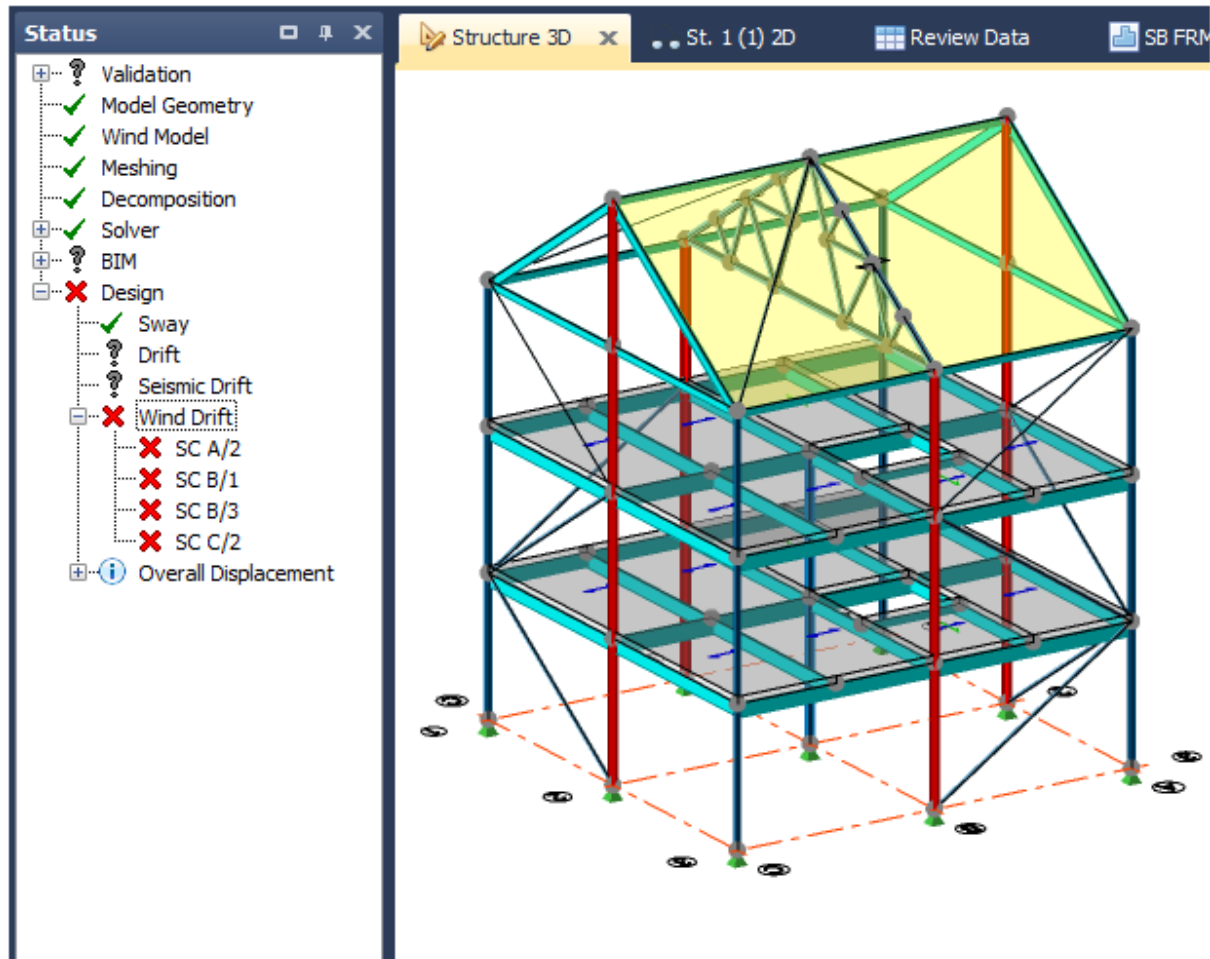 Status
Structure 3D
St. 1 (1) 2D
Review Data
SB FRM
Validation
Model Geometry
Wind Model
Meshing
Decomposition
Solver
BIM
Design
Sway
Drift
Seismic Drift
Wind Drift
SC A/2
SC B/1
SC B/3
SC C/2
Overall Displacement